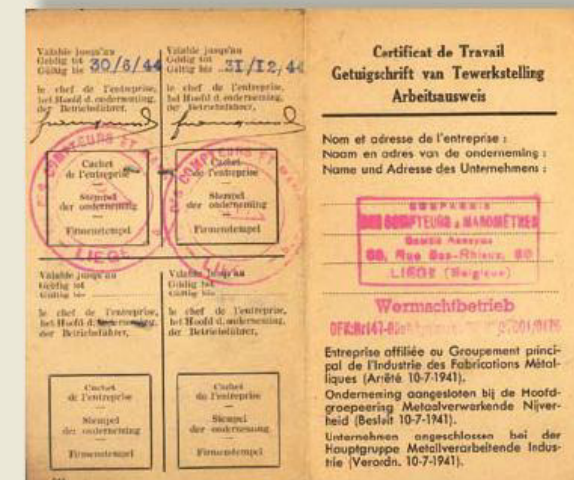 Valable jusqu'au
Geldig tot
Gültig bis 30/6/44
le chef de l'entreprise,
het Hoofd d. onderneming,
der Betriebsführer,
Cachet
de l'entreprise
Stempel
der onderneming
Firmenstempel
COMPTEURS ET
LIEGE
Valable jusqu'au
Geldig tot
Gültig bis 31/12/44
le chef de l'entreprise,
het Hoofd d. onderneming,
der Betriebsführer,
Cachet
de l'entreprise
Stempel
der onderneming
Firmenstempel
COMPTEURS ET
Valable jusqu'au
Geldig tot
Gültig bis
le chef de l'entreprise,
het Hoofd d. onderneming,
der Betriebsführer,
Cachet
de l'entreprise
Stempel
der onderneming
Firmenstempel
Valable jusqu'au
Geldig tot
Gültig bis
le chef de l'entreprise,
het Hoofd d. onderneming,
der Betriebsführer,
Cachet
de l'entreprise
Stempel
der onderneming
Firmenstempel
Certificat de Travail
Getuigschrift van Tewerkstelling
Arbeitsausweis
Nom et adresse de l'entreprise :
Naam en adres van de onderneming :
Name und Adresse des Unternehmens :
COMPAGNIE
DES COMPTEURS & MANOMÈTRES
Société Anonyme
Rue Bas-Rhieux,
LIÉGE (Belgique)
Wermachtbetrieb
Entreprise affiliée au Groupement princi-
pal de l'Industrie des Fabrications Métal-
liques (Arrêté 10-7-1941).
Onderneming aangesloten bij de Hoofd-
groepeering Metaalverwerkende Nijver-
heid (Besluit 10-7-1941).
Unternehmen angeschlossen bei der
Hauptgruppe Metallverarbeitende Indus-
trie (Verordn. 10-7-1941).